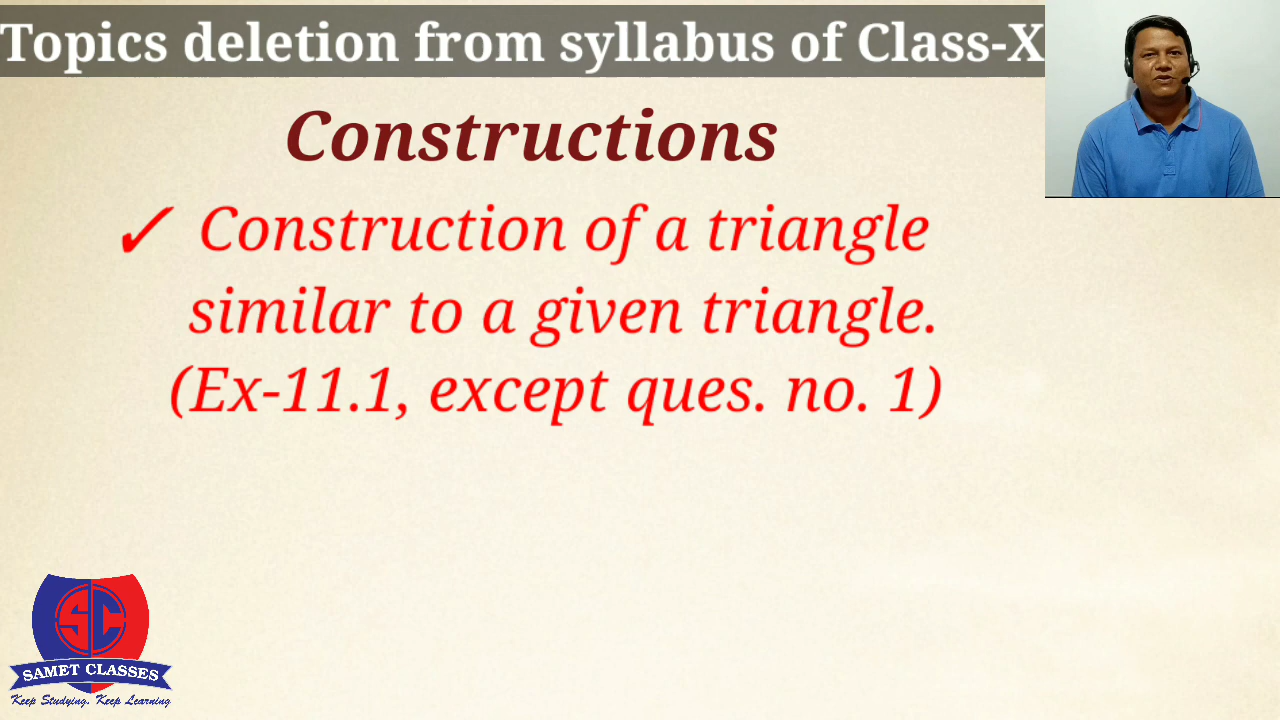 Topics deletion from syllabus of Class-X
Constructions
✓ Construction of a triangle
similar to a given triangle.
(Ex-11.1, except ques. no. 1)
SC
SAMET CLASSES
Keep Studying, Keep Learning